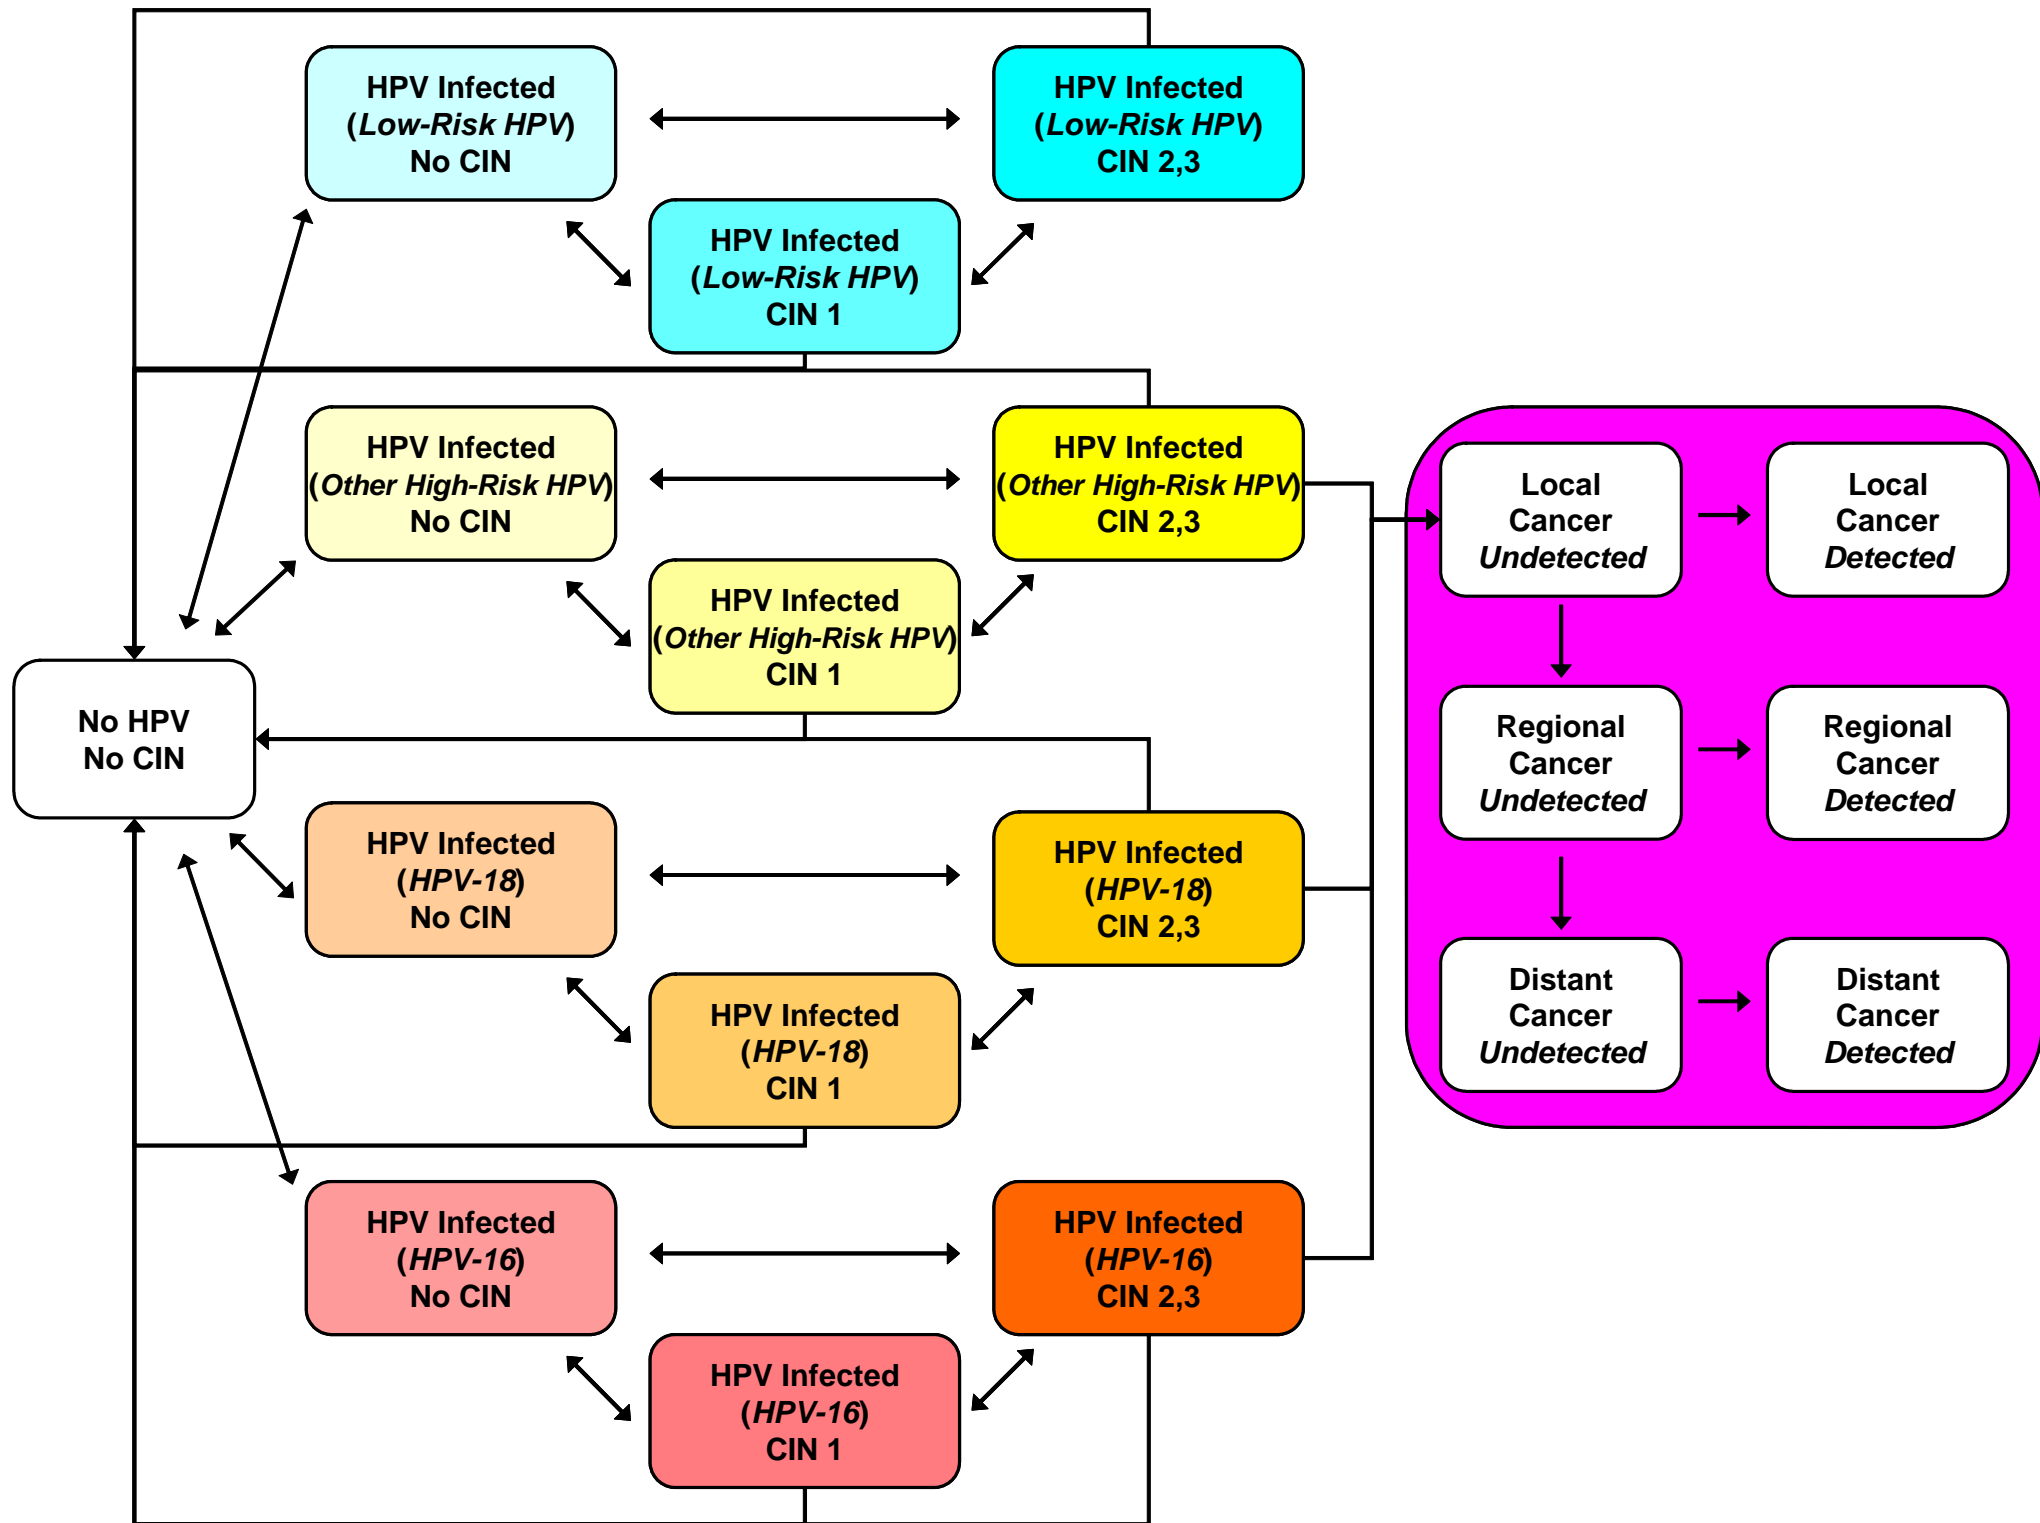 HPV Infected
(Low-Risk HPV)
No CIN
HPV Infected
(Low-Risk HPV)
CIN 2,3
HPV Infected
(Low-Risk HPV)
CIN 1
HPV Infected
(Other High-Risk HPV)
No CIN
HPV Infected
(Other High-Risk HPV)
CIN 2,3
HPV Infected
(Other High-Risk HPV)
CIN 1
No HPV
No CIN
HPV Infected
(HPV-18)
No CIN
HPV Infected
(HPV-18)
CIN 2,3
HPV Infected
(HPV-18)
CIN 1
HPV Infected
(HPV-16)
No CIN
HPV Infected
(HPV-16)
CIN 2,3
HPV Infected
(HPV-16)
CIN 1
Local
Cancer
Undetected
Local
Cancer
Detected
Regional
Cancer
Undetected
Regional
Cancer
Detected
Distant
Cancer
Undetected
Distant
Cancer
Detected